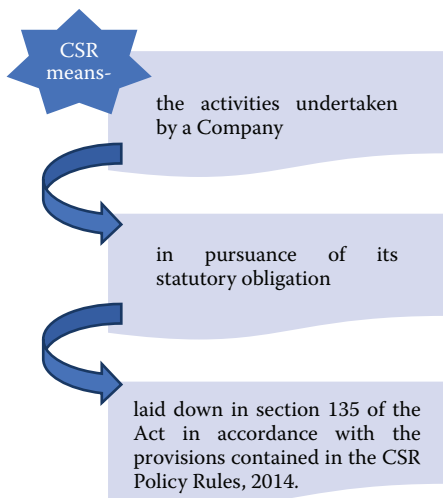 CSR
means-
the activities undertaken
by a Company
in pursuance of its
statutory obligation
laid down in section 135 of the
Act in accordance with the
provisions contained in the CSR
Policy Rules, 2014.